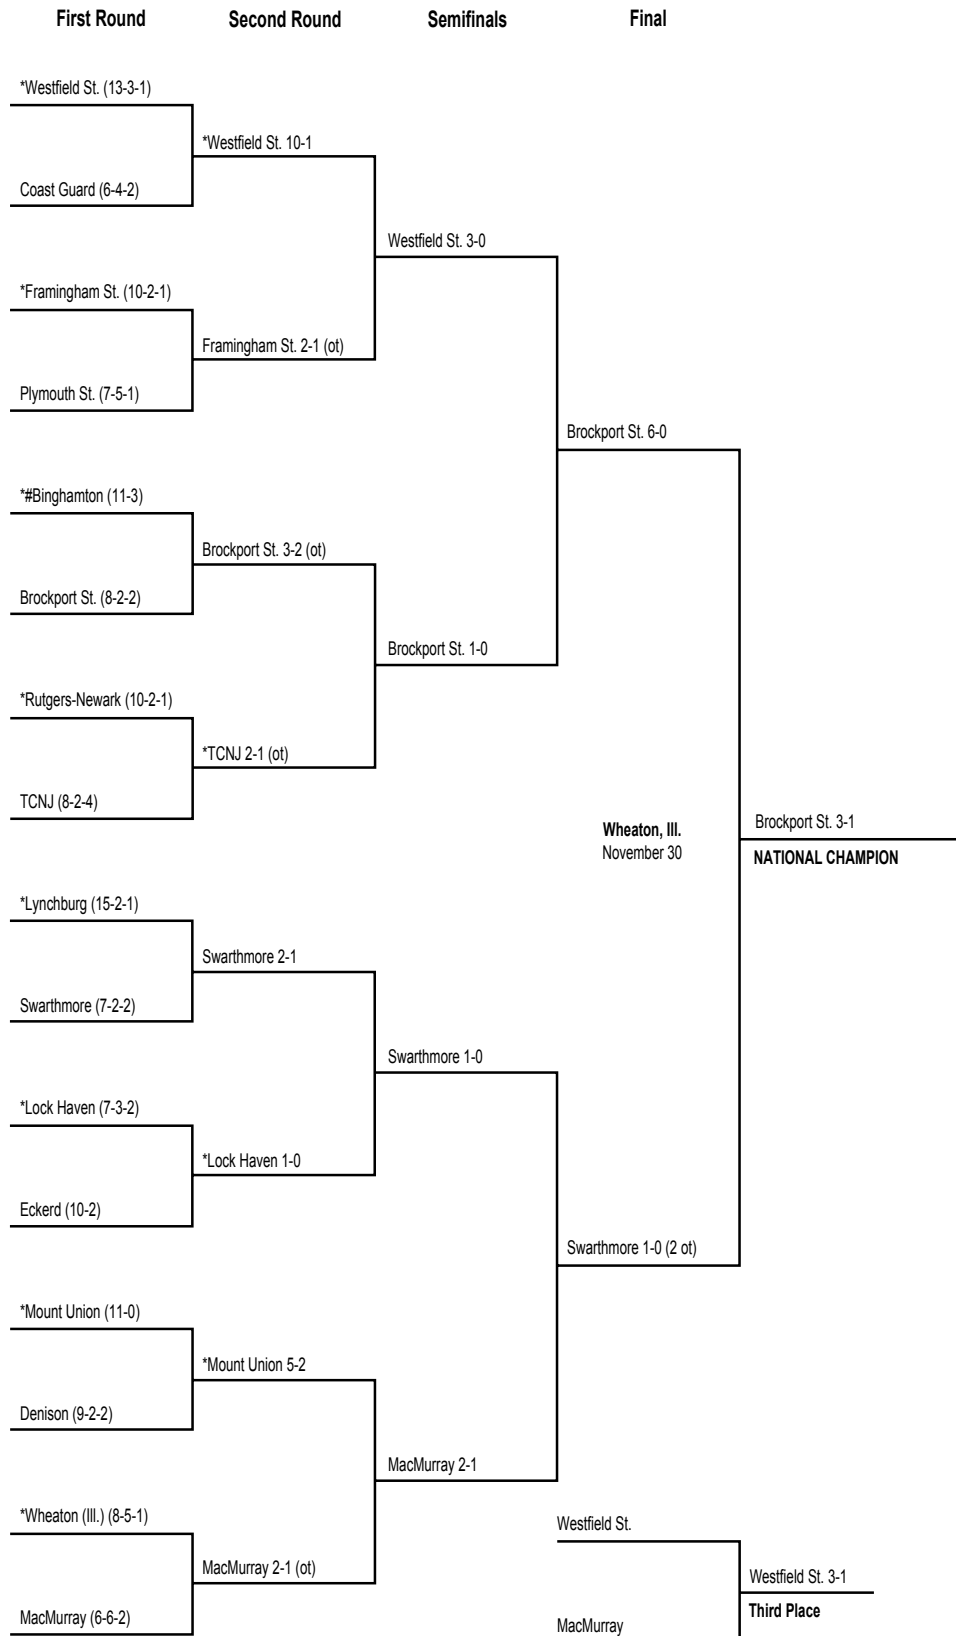 First Round
Second Round
Semifinals
Final
*Westfield St. (13-3-1)
Coast Guard (6-4-2)
*Framingham St. (10-2-1)
Plymouth St. (7-5-1)
*#Binghamton (11-3)
Brockport St. (8-2-2)
*Rutgers-Newark (10-2-1)
TCNJ (8-2-4)
*Lynchburg (15-2-1)
Swarthmore (7-2-2)
*Lock Haven (7-3-2)
Eckerd (10-2)
*Mount Union (11-0)
Denison (9-2-2)
*Wheaton (Ill.) (8-5-1)
MacMurray (6-6-2)
*Westfield St. 10-1
Framingham St. 2-1 (ot)
Brockport St. 3-2 (ot)
*TCNJ 2-1 (ot)
Swarthmore 2-1
*Lock Haven 1-0
*Mount Union 5-2
MacMurray 2-1 (ot)
Westfield St. 3-0
Brockport St. 1-0
Swarthmore 1-0
MacMurray 2-1
Brockport St. 6-0
Swarthmore 1-0 (2 ot)
Wheaton, Ill.
November 30
Brockport St. 3-1
NATIONAL CHAMPION
Westfield St.
MacMurray
Westfield St. 3-1
Third Place